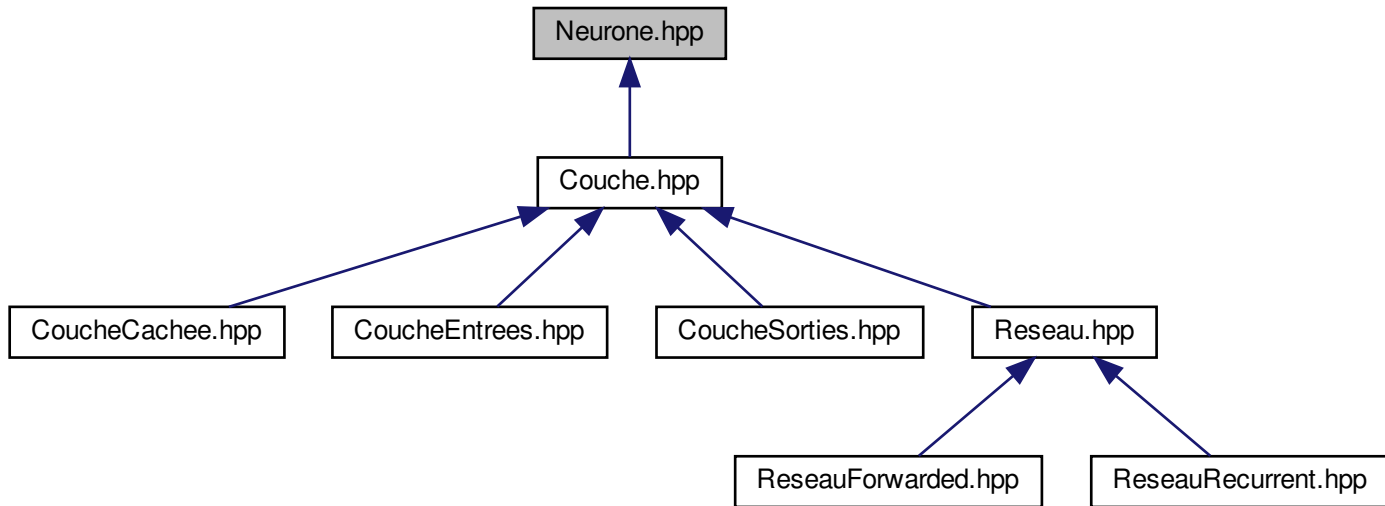 Neurone.hpp
Couche.hpp
CoucheCachee.hpp
CoucheEntrees.hpp
CoucheSorties.hpp
Reseau.hpp
ReseauForwarded.hpp
ReseauRecurrent.hpp